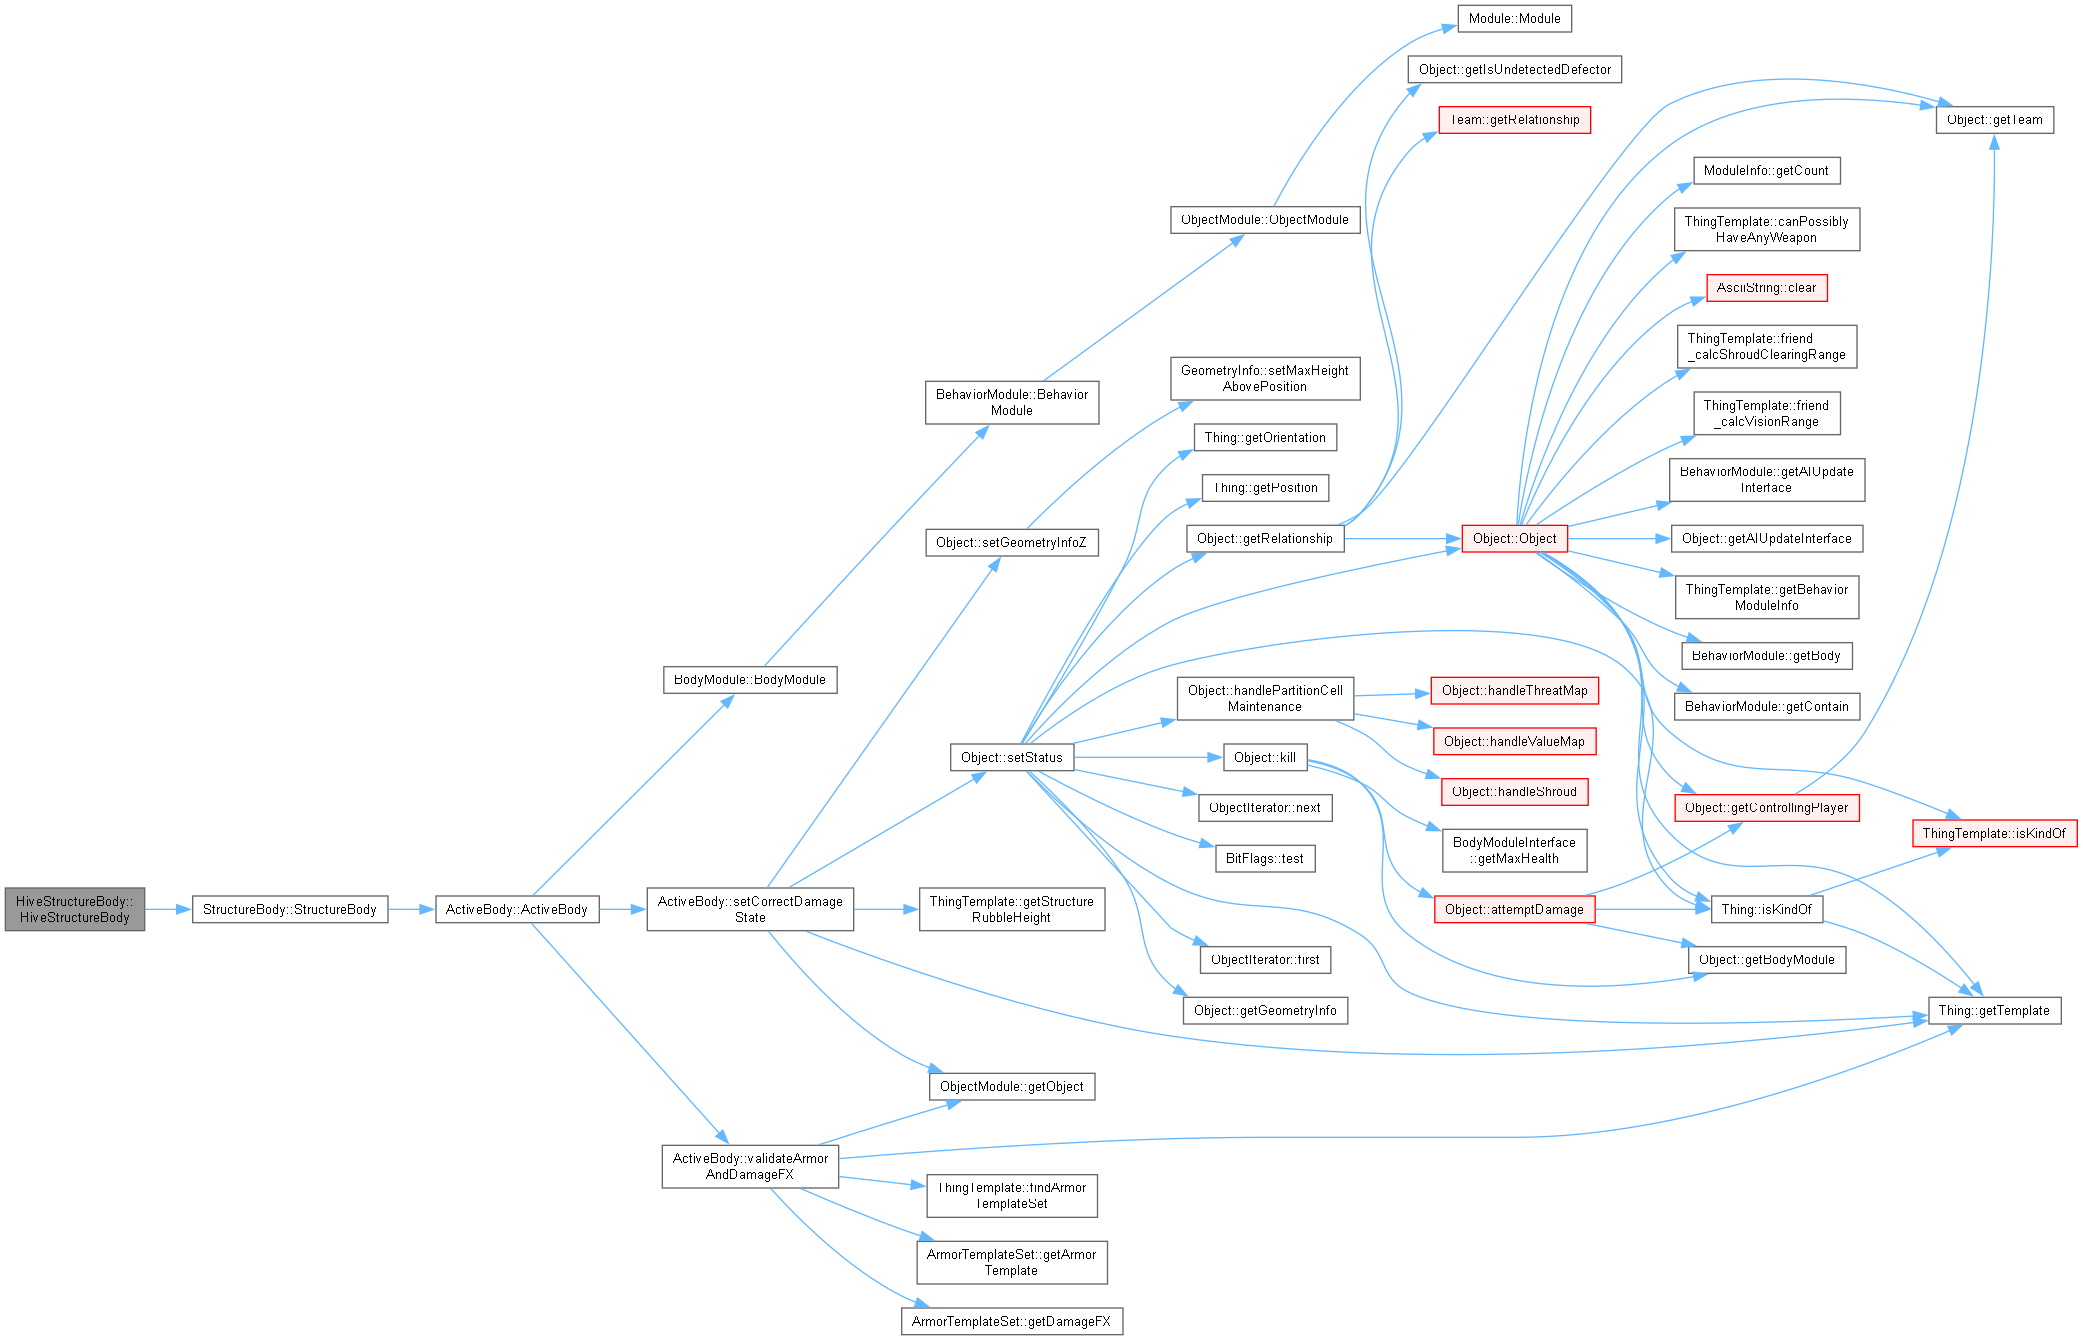 Module::Module
Object::getIsUndetectedDefector
Team::getRelationship
Object::getTeam
ModuleInfo::getCount
ObjectModule::ObjectModule
ThingTemplate::canPossibly
HaveAnyWeapon
AsciiString::clear
ThingTemplate::friend
_calcShroudClearingRange
GeometryInfo::setMaxHeight
AbovePosition
BehaviorModule::Behavior
Module
ThingTemplate::friend
_calcVisionRange
Thing::getOrientation
BehaviorModule::getAIUpdate
Interface
Thing::getPosition
Object::setGeometryInfoZ
Object::getRelationship
Object::Object
Object::getAIUpdateInterface
ThingTemplate::getBehavior
ModuleInfo
BehaviorModule::getBody
BodyModule::BodyModule
Object::handlePartitionCell
Maintenance
Object::handleThreatMap
BehaviorModule::getContain
Object::handleValueMap
Object::setStatus
Object::kill
Object::handleShroud
ObjectIterator::next
Object::getControllingPlayer
ThingTemplate::isKindOf
BodyModuleInterface
::getMaxHealth
BitFlags::test
HiveStructureBody::
HiveStructureBody
StructureBody::StructureBody
ActiveBody::ActiveBody
ActiveBody::setCorrectDamage
State
ThingTemplate::getStructure
RubbleHeight
Object::attemptDamage
Thing::isKindOf
ObjectIterator::first
Object::getBodyModule
Object::getGeometryInfo
Thing::getTemplate
ObjectModule::getObject
ActiveBody::validateArmor
AndDamageFX
ThingTemplate::findArmor
TemplateSet
ArmorTemplateSet::getArmor
Template
ArmorTemplateSet::getDamageFX